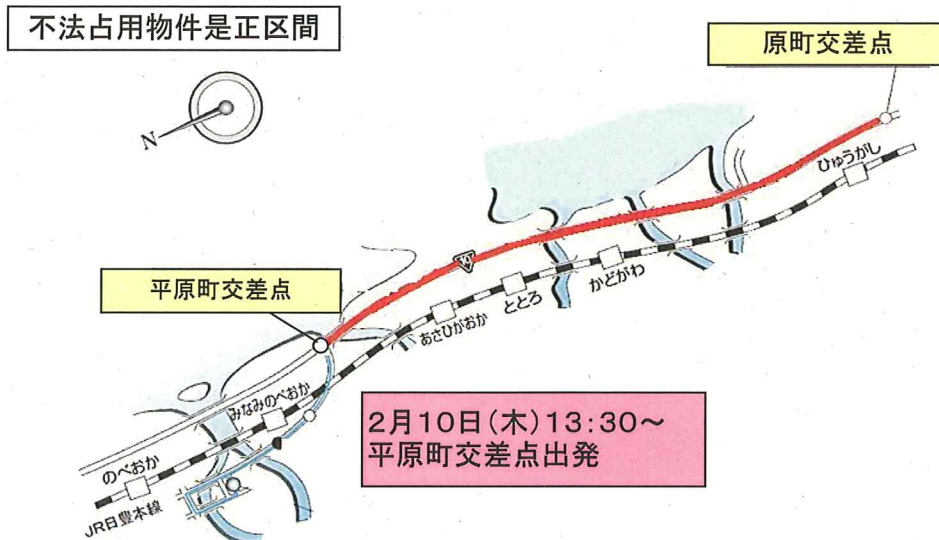 不法占用物件是正区間
原町交差点
N
ひゅうがし
10
かどがわ
ととろ
あさひがおか
平原町交差点
みなみのべおか
のべおか
JR日豊本線
2月10日(木)13:30～
平原町交差点出発